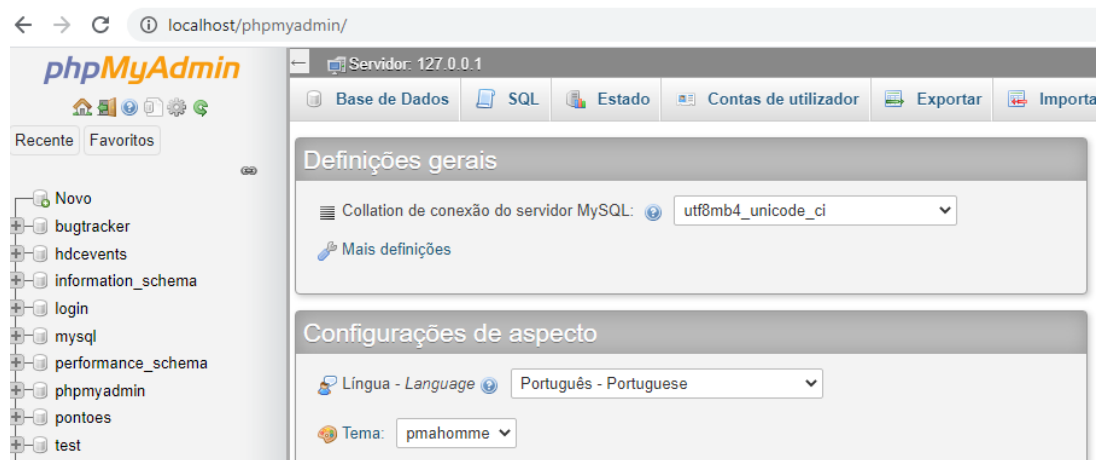 localhost/phpmyadmin/
phpMyAdmin
Recente Favoritos
Novo
bugtracker
hdcevents
information_schema
login
mysql
performance_schema
phpmyadmin
pontoes
test
Servidor: 127.0.0.1
Base de Dados SQL Estado Contas de utilizador Exportar Importa
Definições gerais
Collation de conexão do servidor MySQL: utf8mb4_unicode_ci
Mais definições
Configurações de aspecto
Língua - Language Português - Portuguese
Tema: pmahomme